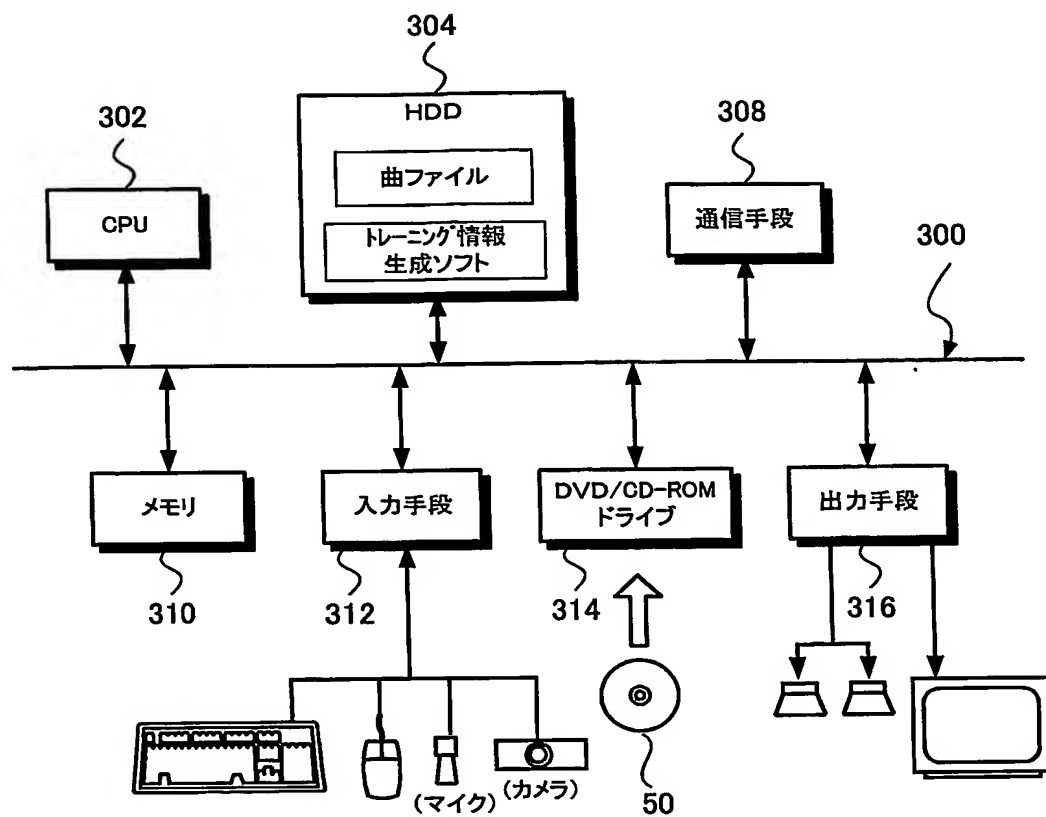 304
HDD
302
308
曲ファイル
CPU
通信手段
トレーニング情報
生成ソフト
300
メモリ
入力手段
DVD/CD-ROM
ドライブ
出力手段
310
312
314
316
(マイク)
(カメラ)
50